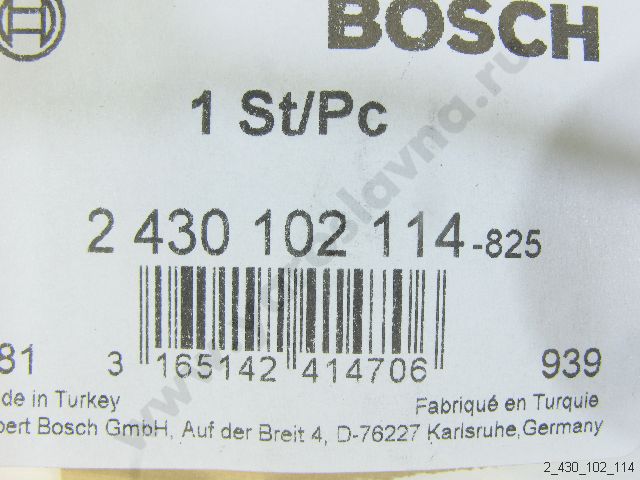 BOSCH
1 St/Pc
2 430 102 114-825
81 3 165142 414706 939
de in Turkey Fabriqué en Turquie
bert Bosch GmbH, Auf der Breit 4, D-76227 Karlsruhe, Germany
2_430_102_114